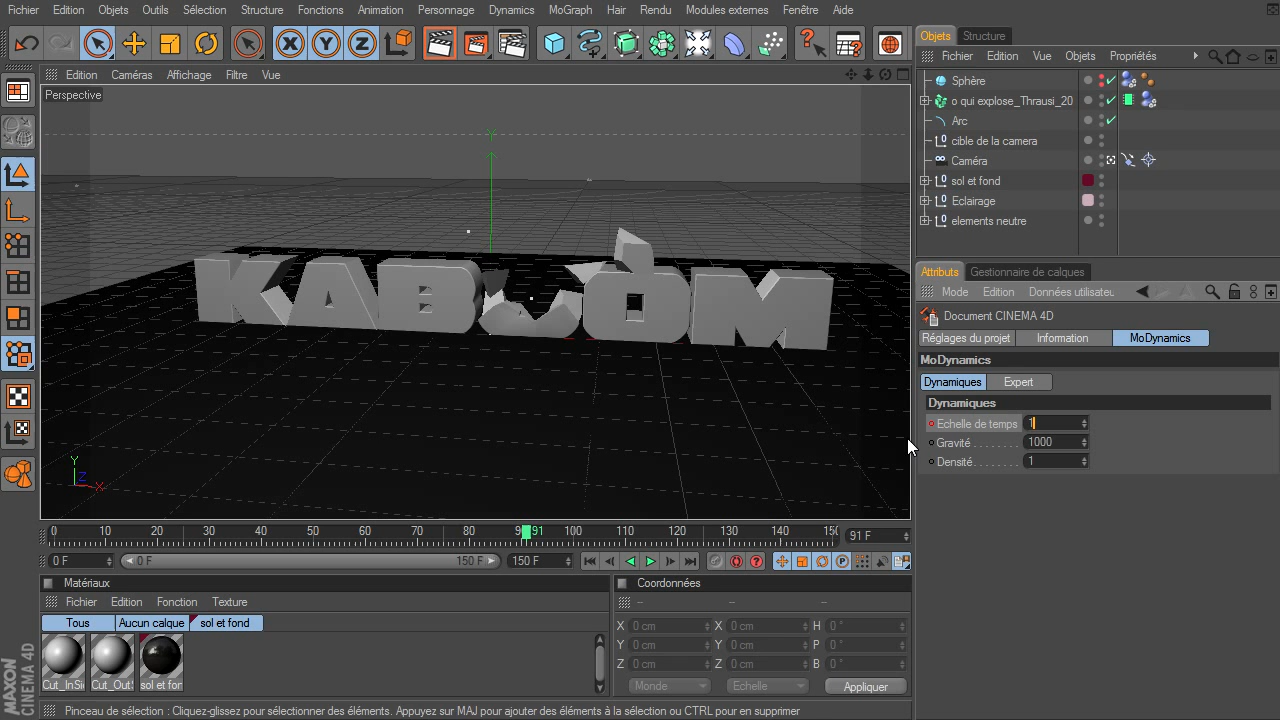 Fichier Edition Objets Outils Sélection Structure Fonctions Animation Personnage Dynamics MoGraph Hair Rendu Modules externes Fenêtre Aide
X Y Z
Edition Caméras Affichage Filtre Vue
Perspective
Y
KABOOM
Y
Z
X
0 10 20 30 40 50 60 70 80 91 100 110 120 130 140
91 F
0 F
0 F 150 F
150 F
Matériaux
Fichier Edition Fonction Texture
Tous Aucun calque sol et fond
Cut_InSi Cut_Out sol et for
Coordonnées
-- -- --
X 0 cm X 0 cm H 0 °
Y 0 cm Y 0 cm P 0 °
Z 0 cm Z 0 cm B 0 °
Monde Echelle Appliquer
MAXON CINEMA 4D
Pinceau de sélection : Cliquez-glissez pour sélectionner des éléments. Appuyez sur MAJ pour ajouter des éléments à la sélection ou CTRL pour en supprimer
Objets Structure
Fichier Edition Vue Objets Propriétés
Sphère
o qui explose_Thrausi_20
Arc
cible de la camera
Caméra
sol et fond
Eclairage
elements neutre
Attributs Gestionnaire de calques
Mode Edition Données utilisateu
Document CINEMA 4D
Réglages du projet Information MoDynamics
MoDynamics
Dynamiques Expert
Dynamiques
Echelle de temps 1
Gravité 1000
Densité 1